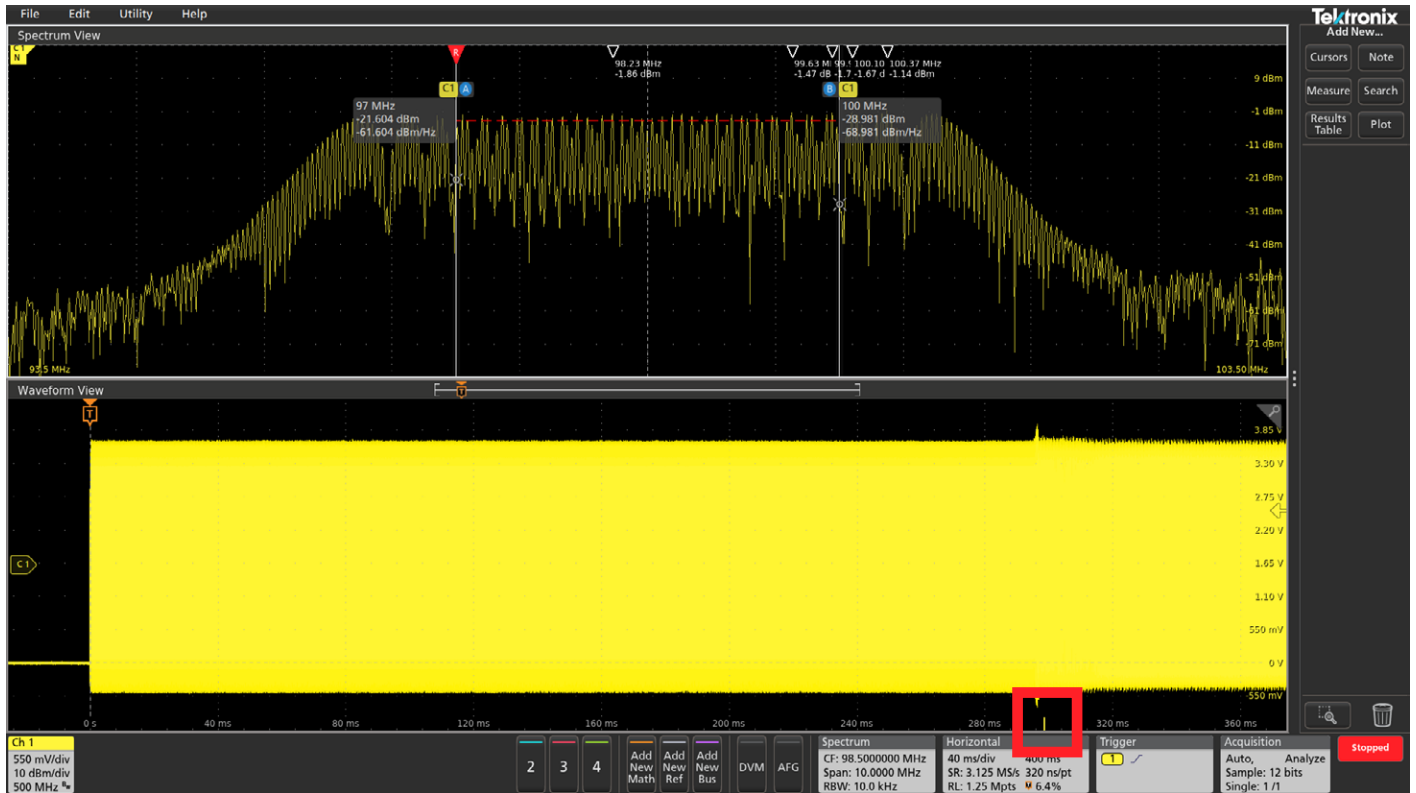 File Edit Utility Help
Tektronix
Add New...
Spectrum View
C1
N
R
98.23 MHz
-1.86 dBm
99.63 M 99.9 100.10 100.37 MHz
-1.47 dB -1.7 -1.67 d -1.14 dBm
C1 A
B C1
97 MHz
-21.604 dBm
-61.604 dBm/Hz
100 MHz
-28.981 dBm
-68.981 dBm/Hz
9 dBm
-1 dBm
-11 dBm
-21 dBm
-31 dBm
-41 dBm
-51 dBm
-61 dBm
-71 dBm
93.5 MHz
103.50 MHz
Cursors Note
Measure Search
Results Table Plot
Waveform View
T
T
3.85 V
3.30 V
2.75 V
2.20 V
1.65 V
1.10 V
550 mV
0 V
-550 mV
C1
0 s 40 ms 80 ms 120 ms 160 ms 200 ms 240 ms 280 ms 320 ms 360 ms
Ch 1
550 mV/div
10 dBm/div
500 MHz
2 3 4
Add New Math
Add New Ref
Add New Bus
DVM AFG
Spectrum
CF: 98.5000000 MHz
Span: 10.0000 MHz
RBW: 10.0 kHz
Horizontal
40 ms/div 400 ms
SR: 3.125 MS/s 320 ns/pt
RL: 1.25 Mpts 6.4%
Trigger
1
Acquisition
Auto, Analyze
Sample: 12 bits
Single: 1 /1
Stopped